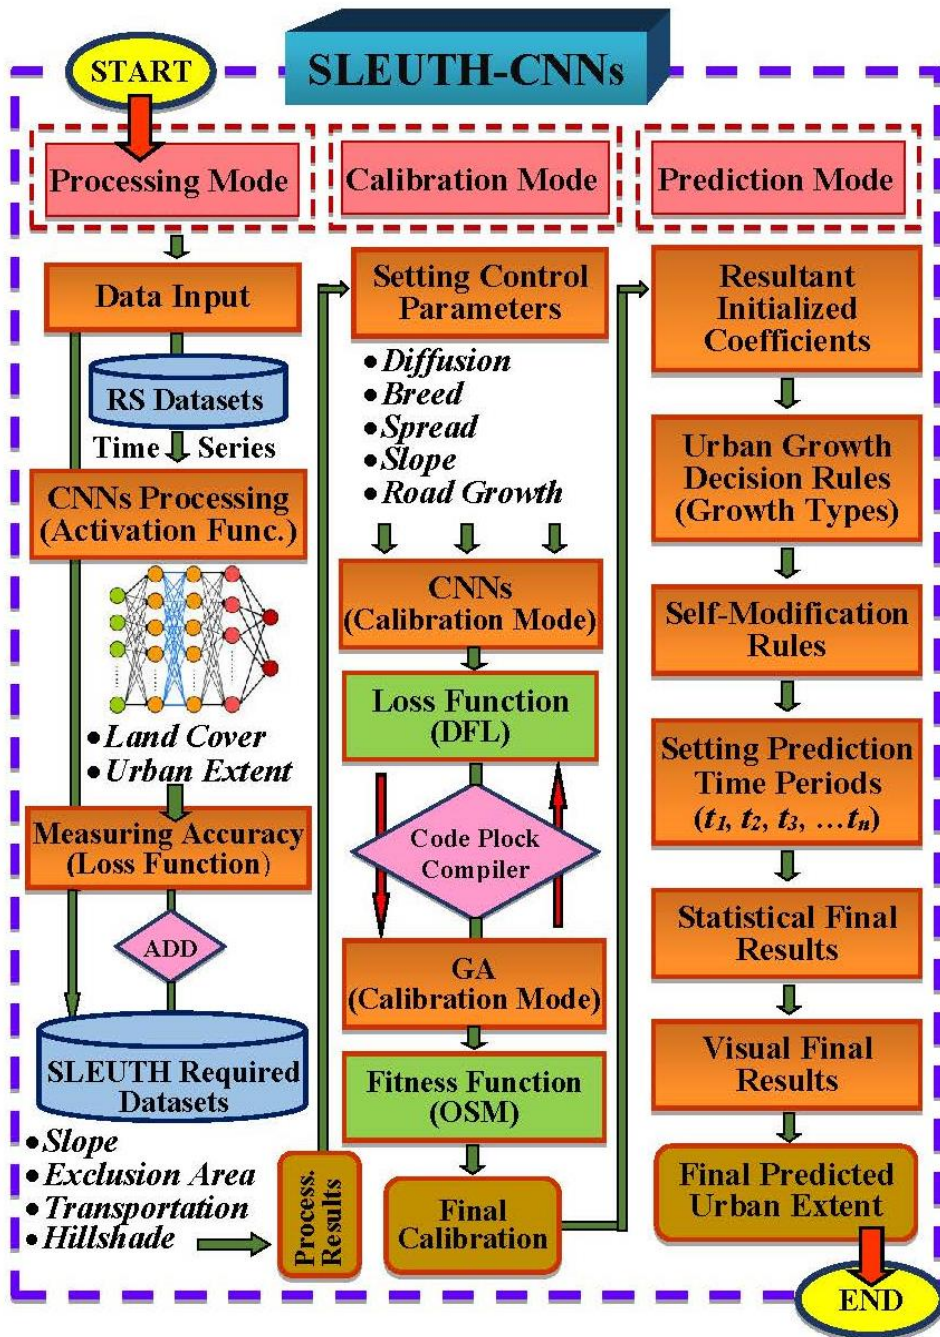 START
SLEUTH-CNNs
Processing Mode
Data Input
RS Datasets
Time Series
CNNs Processing
(Activation Func.)
• Land Cover
• Urban Extent
Measuring Accuracy
(Loss Function)
ADD
SLEUTH Required
Datasets
• Slope
• Exclusion Area
• Transportation
• Hillshade
Process.
Results
Calibration Mode
Setting Control
Parameters
• Diffusion
• Breed
• Spread
• Slope
• Road Growth
CNNs
(Calibration Mode)
Loss Function
(DFL)
Code Plock
Compiler
GA
(Calibration Mode)
Fitness Function
(OSM)
Final
Calibration
Prediction Mode
Resultant
Initialized
Coefficients
Urban Growth
Decision Rules
(Growth Types)
Self-Modification
Rules
Setting Prediction
Time Periods
(t₁, t₂, t₃, …tₙ)
Statistical Final
Results
Visual Final
Results
Final Predicted
Urban Extent
END